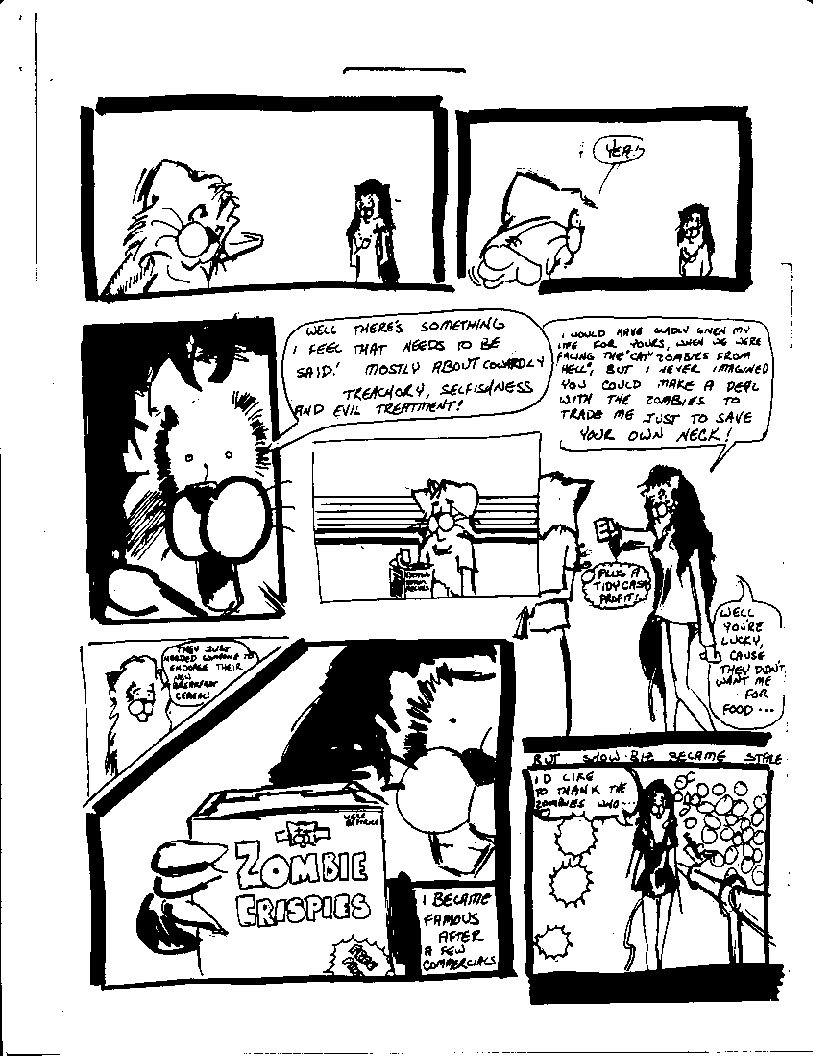 YEA!
WELL THERE'S SOMETHING
I FEEL THAT NEEDS TO BE
SAID! MOSTLY ABOUT COWARDLY
TREACHORY, SELFISHNESS
AND EVIL TREATMENT!
I WOULD HAVE GLADLY GIVEN MY
LIFE FOR YOURS, WHEN WE WERE
FACING THE "CAT ZOMBIES FROM
HELL", BUT I NEVER IMAGINED
YOU COULD MAKE A DEAL
WITH THE ZOMBIES TO
TRADE ME JUST TO SAVE
YOUR OWN NECK!
PLUS A
TIDY CASH
PROFIT!
WELL
YOU'RE
LUCKY,
CAUSE
THEY DON'T
WANT ME
FOR
FOOD...
THEY JUST
NEEDED SOMEONE TO
ENDORSE THEIR
NEW
BREAKFAST
CEREAL!
ZOMBIE
CRISPIES
I BECAME
FAMOUS
AFTER
A FEW
COMMERCIALS
BUT SHOW-BIZ BECAME STALE
I'D LIKE
TO THANK THE
ZOMBIES WHO...